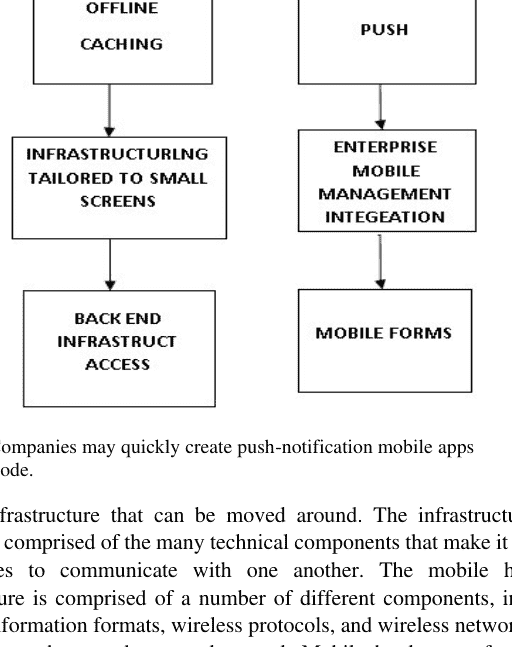 OFFLINE
CACHING
PUSH
INFRASTRUCTURLNG
TAILORED TO SMALL
SCREENS
ENTERPRISE
MOBILE
MANAGEMENT
INTEGEATION
BACK END
INFRASTRUCT
ACCESS
MOBILE FORMS
ompanies may quickly create push-notification mobile apps
ode.
frastructure that can be moved around. The infrastructu
comprised of the many technical components that make it
es to communicate with one another. The mobile h
ure is comprised of a number of different components, in
nformation formats, wireless protocols, and wireless networ